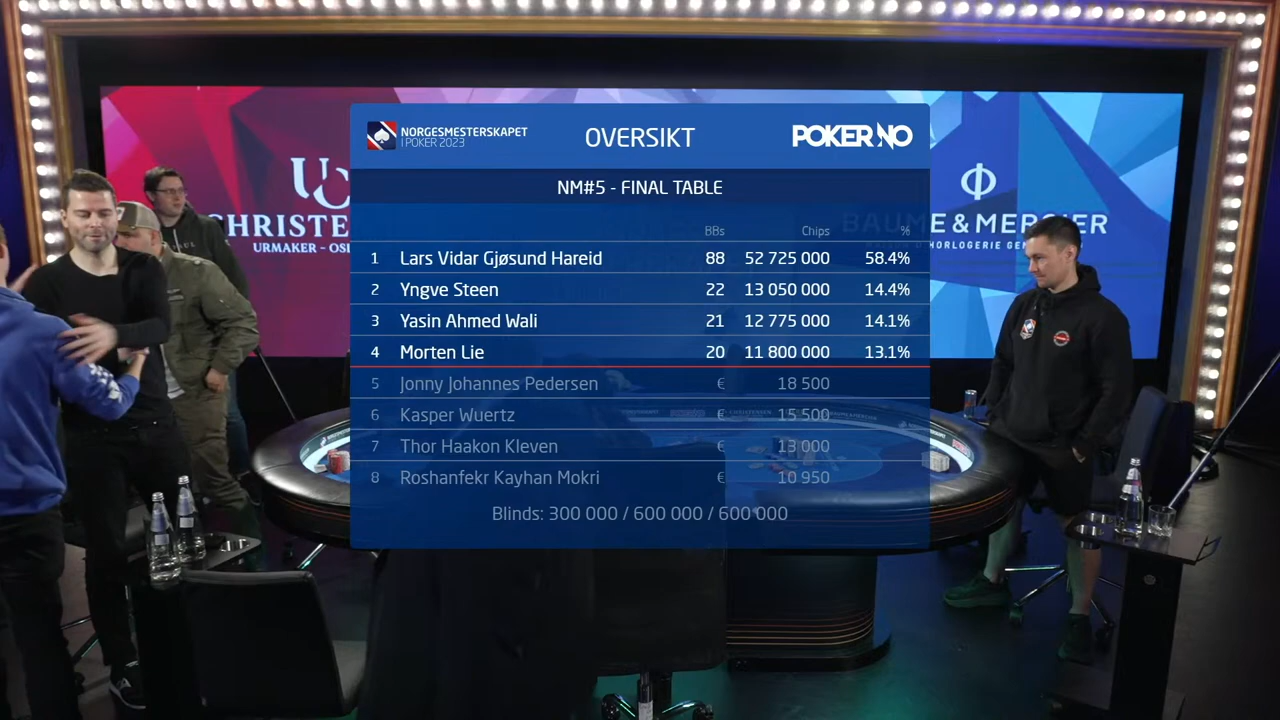 NORGESMESTERSKAPET
I POKER 2023
OVERSIKT
POKER NO
NM#5 - FINAL TABLE
BBs Chips %
1 Lars Vidar Gjøsund Hareid 88 52 725 000 58.4%
2 Yngve Steen 22 13 050 000 14.4%
3 Yasin Ahmed Wali 21 12 775 000 14.1%
4 Morten Lie 20 11 800 000 13.1%
5 Jonny Johannes Pedersen € 18 500
6 Kasper Wuertz € 15 500
7 Thor Haakon Kleven € 13 000
8 Roshanfekr Kayhan Mokri € 10 950
Blinds: 300 000 / 600 000 / 600 000
UC
CHRISTE
URMAKER - OSL
BAUME & MERCIER
MAISON D'HORLOGERIE GEN